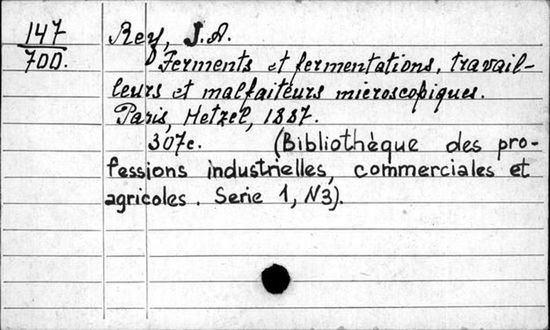 147
700.
Rey, J.A.
Ferments et fermentations, travail-
leurs et malfaiteurs microscopiques.
Paris, Hetzel, 1887.
307c. (Bibliothèque des pro-
fessions industrielles, commerciales et
agricoles. Serie 1, N3).